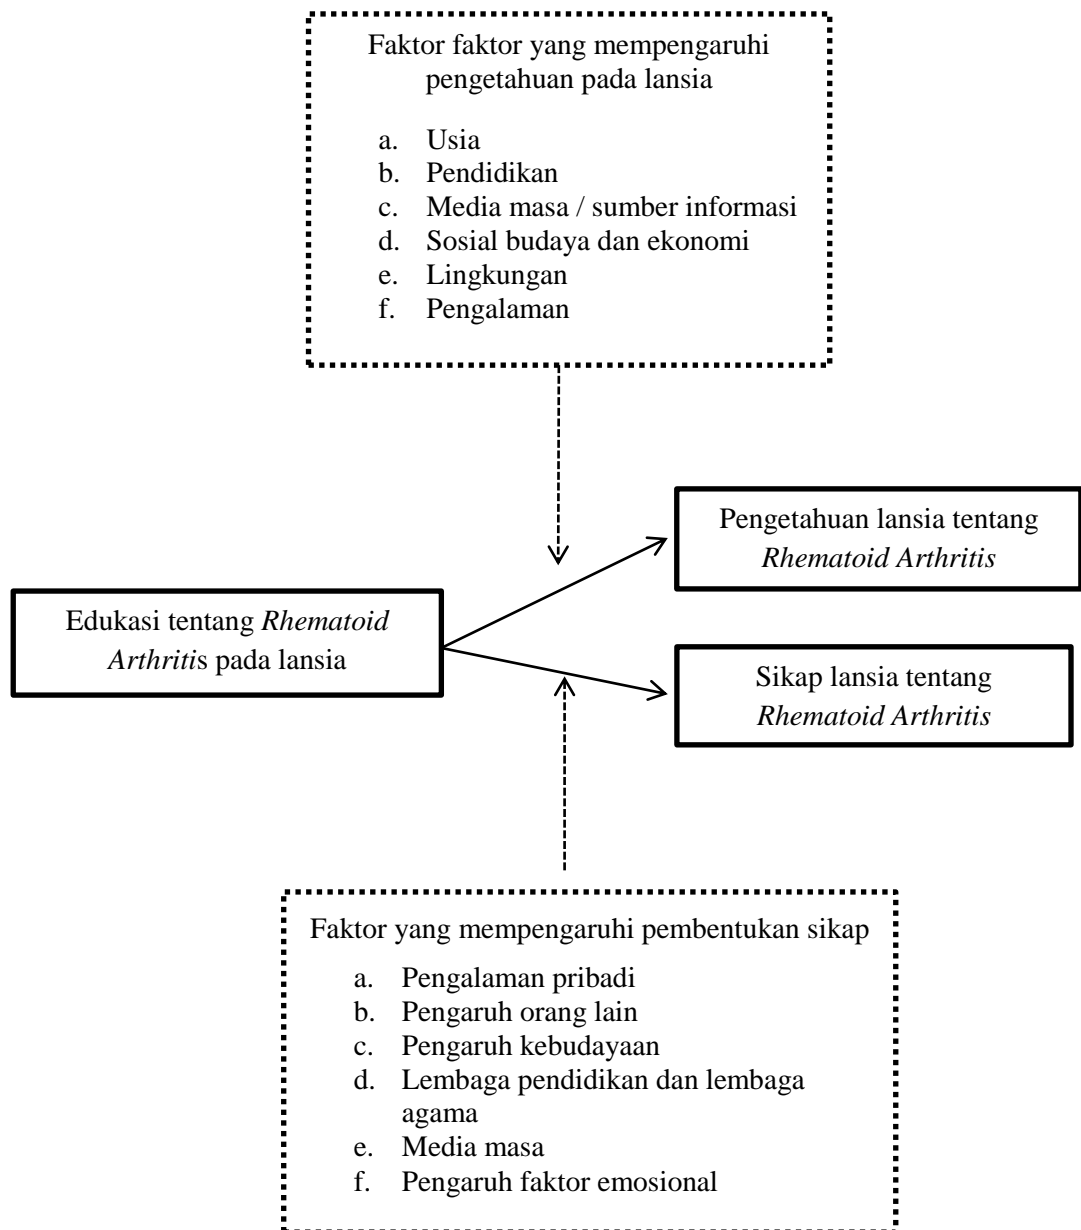 Faktor faktor yang mempengaruhi
pengetahuan pada lansia
a. Usia
b. Pendidikan
c. Media masa / sumber informasi
d. Sosial budaya dan ekonomi
e. Lingkungan
f. Pengalaman
Pengetahuan lansia tentang
Rhematoid Arthritis
Edukasi tentang Rhematoid
Arthritis pada lansia
Sikap lansia tentang
Rhematoid Arthritis
Faktor yang mempengaruhi pembentukan sikap
a. Pengalaman pribadi
b. Pengaruh orang lain
c. Pengaruh kebudayaan
d. Lembaga pendidikan dan lembaga
agama
e. Media masa
f. Pengaruh faktor emosional